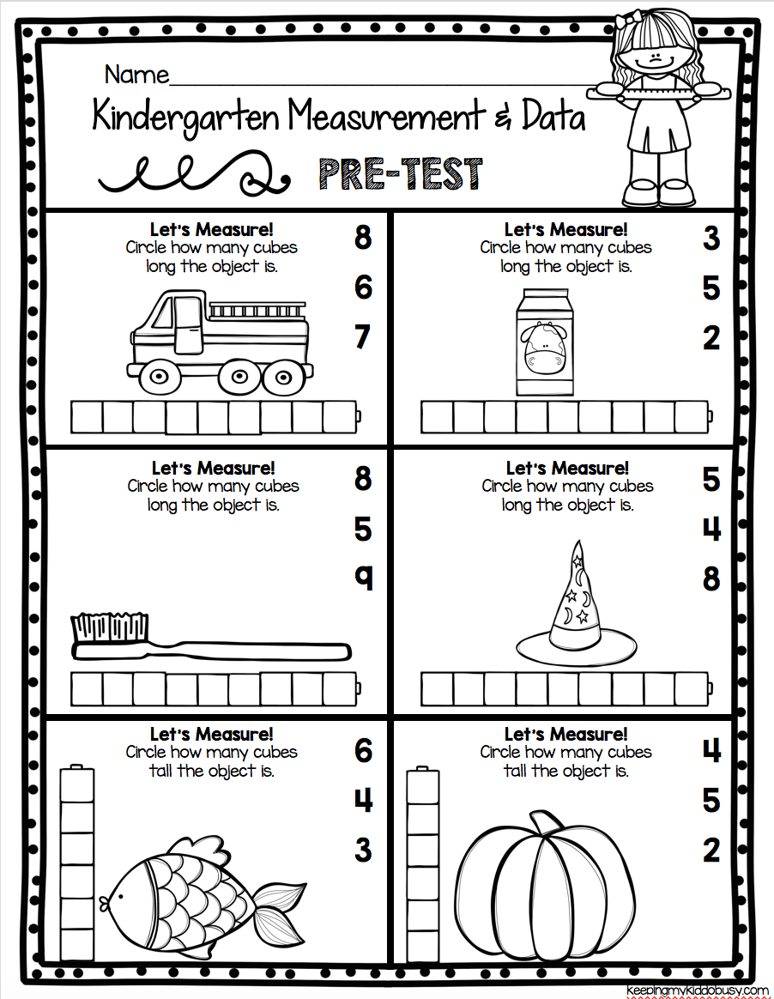 Name
Kindergarten Measurement & Data
PRE-TEST
Let's Measure!
Circle how many cubes
long the object is.
8
6
7
Let's Measure!
Circle how many cubes
long the object is.
3
5
2
Let's Measure!
Circle how many cubes
long the object is.
8
5
9
Let's Measure!
Circle how many cubes
long the object is.
5
4
8
Let's Measure!
Circle how many cubes
tall the object is.
6
4
3
Let's Measure!
Circle how many cubes
tall the object is.
4
5
2
keepingmykiddobusy.com